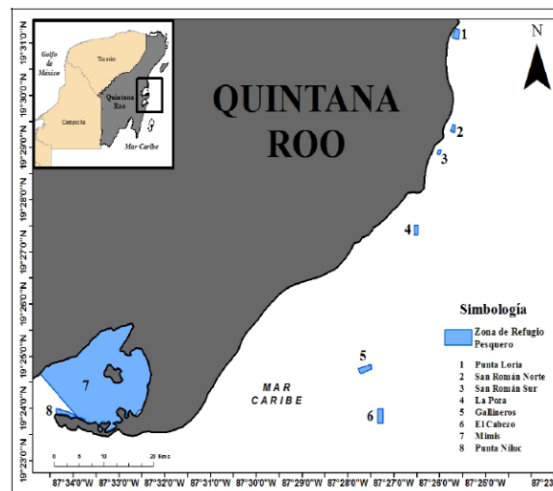 Golfo
de
México
Yucatán
Quintana
Roo
Campeche
Mar Caribe
QUINTANA
ROO
N
1
2
3
4
5
6
7
8
MAR
CARIBE
Simbología
Zona de Refugio
Pesquero
1 Punta Loria
2 San Román Norte
3 San Román Sur
4 La Pora
5 Gallineros
6 El Cabezo
7 Mimis
8 Punta Niluc
0 5 10 20 Kms
19°31'0"N
19°30'0"N
19°29'0"N
19°28'0"N
19°27'0"N
19°26'0"N
19°25'0"N
19°24'0"N
19°23'0"N
87°34'0"W
87°33'0"W
87°32'0"W
87°31'0"W
87°30'0"W
87°29'0"W
87°28'0"W
87°27'0"W
87°26'0"W
87°25'0"W